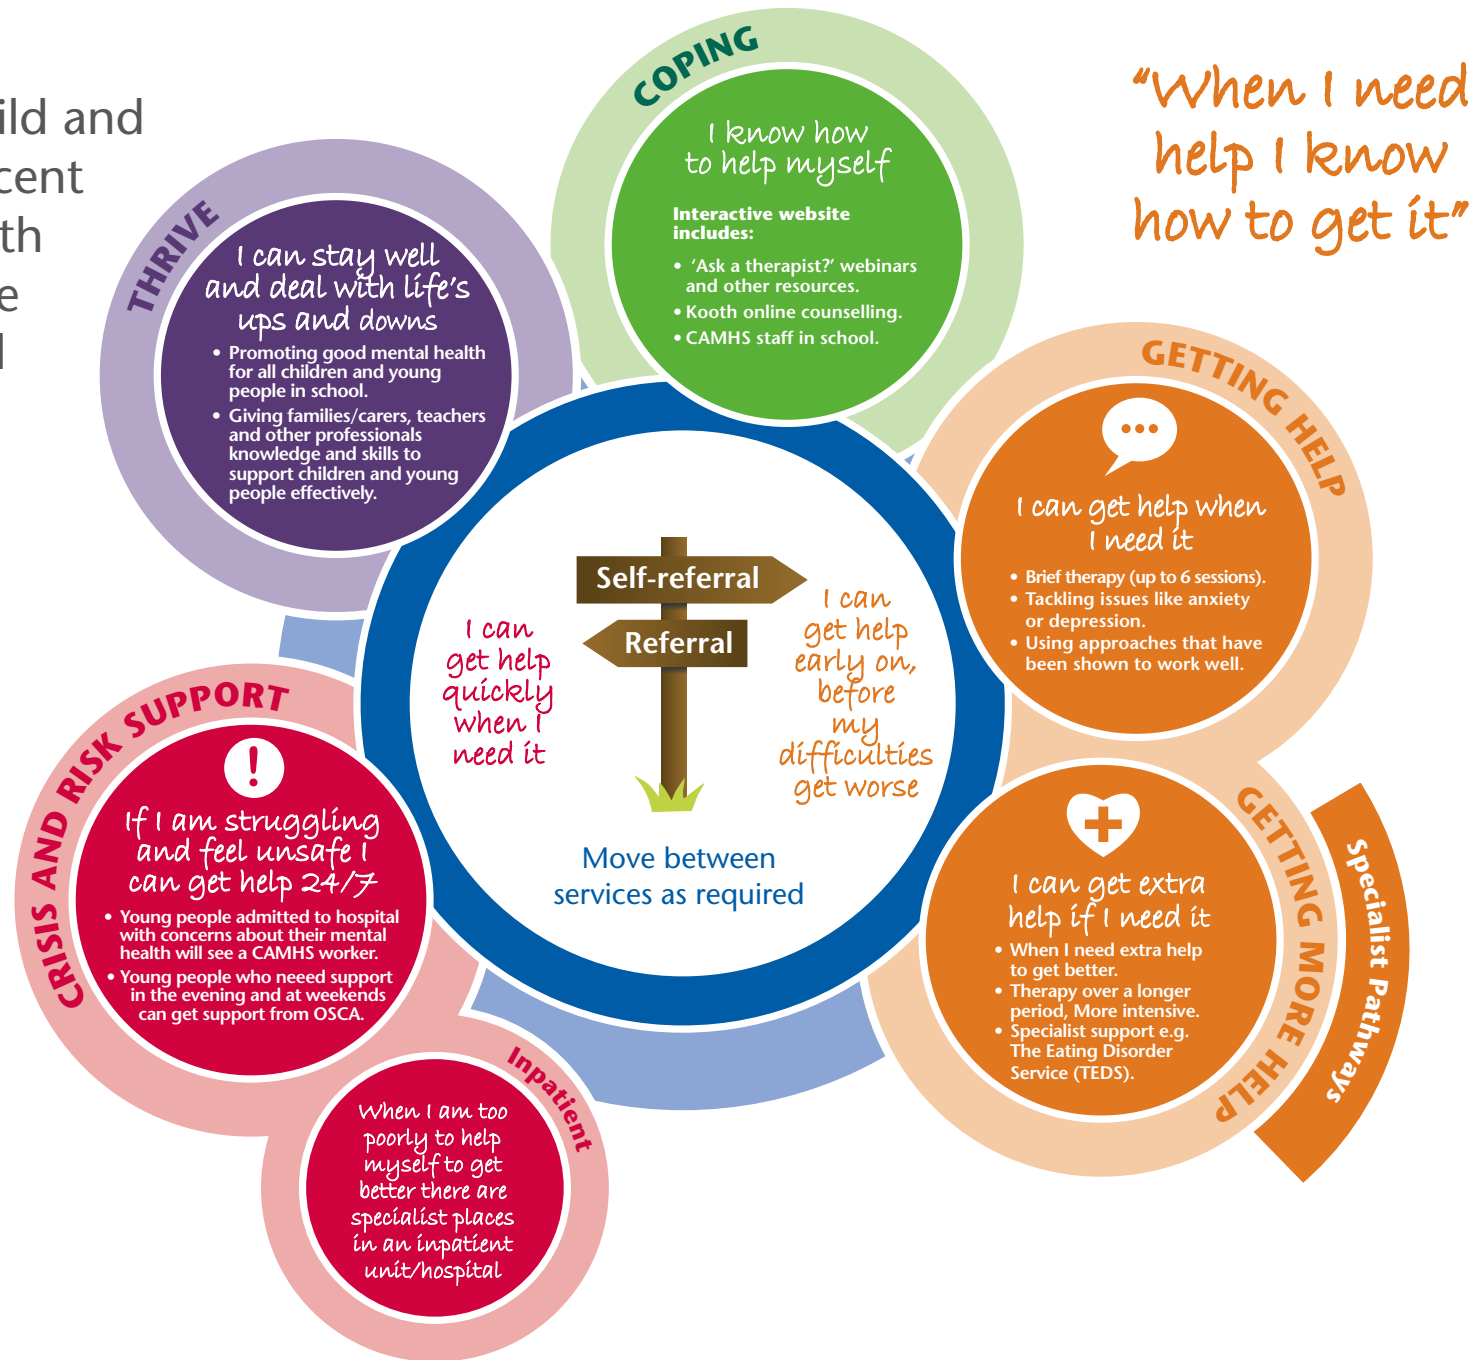 ild and
cent
th
e
"When I need
help I know
how to get it"
THRIVE
I can stay well
and deal with life's
ups and downs
• Promoting good mental health
for all children and young
people in school.
• Giving families/carers, teachers
and other professionals
knowledge and skills to
support children and young
people effectively.
COPING
I know how
to help myself
Interactive website
includes:
• ‘Ask a therapist?’ webinars
and other resources.
• Kooth online counselling.
• CAMHS staff in school.
GETTING HELP
I can get help when
I need it
• Brief therapy (up to 6 sessions).
• Tackling issues like anxiety
or depression.
• Using approaches that have
been shown to work well.
Self-referral
Referral
I can
get help
quickly
when I
need it
I can
get help
early on,
before
my
difficulties
get worse
Move between
services as required
CRISIS AND RISK SUPPORT
If I am struggling
and feel unsafe I
can get help 24/7
• Young people admitted to hospital
with concerns about their mental
health will see a CAMHS worker.
• Young people who neeed support
in the evening and at weekends
can get support from OSCA.
GETTING MORE HELP
I can get extra
help if I need it
• When I need extra help
to get better.
• Therapy over a longer
period, More intensive.
• Specialist support e.g.
The Eating Disorder
Service (TEDS).
Specialist Pathways
Inpatient
When I am too
poorly to help
myself to get
better there are
specialist places
in an inpatient
unit/hospital